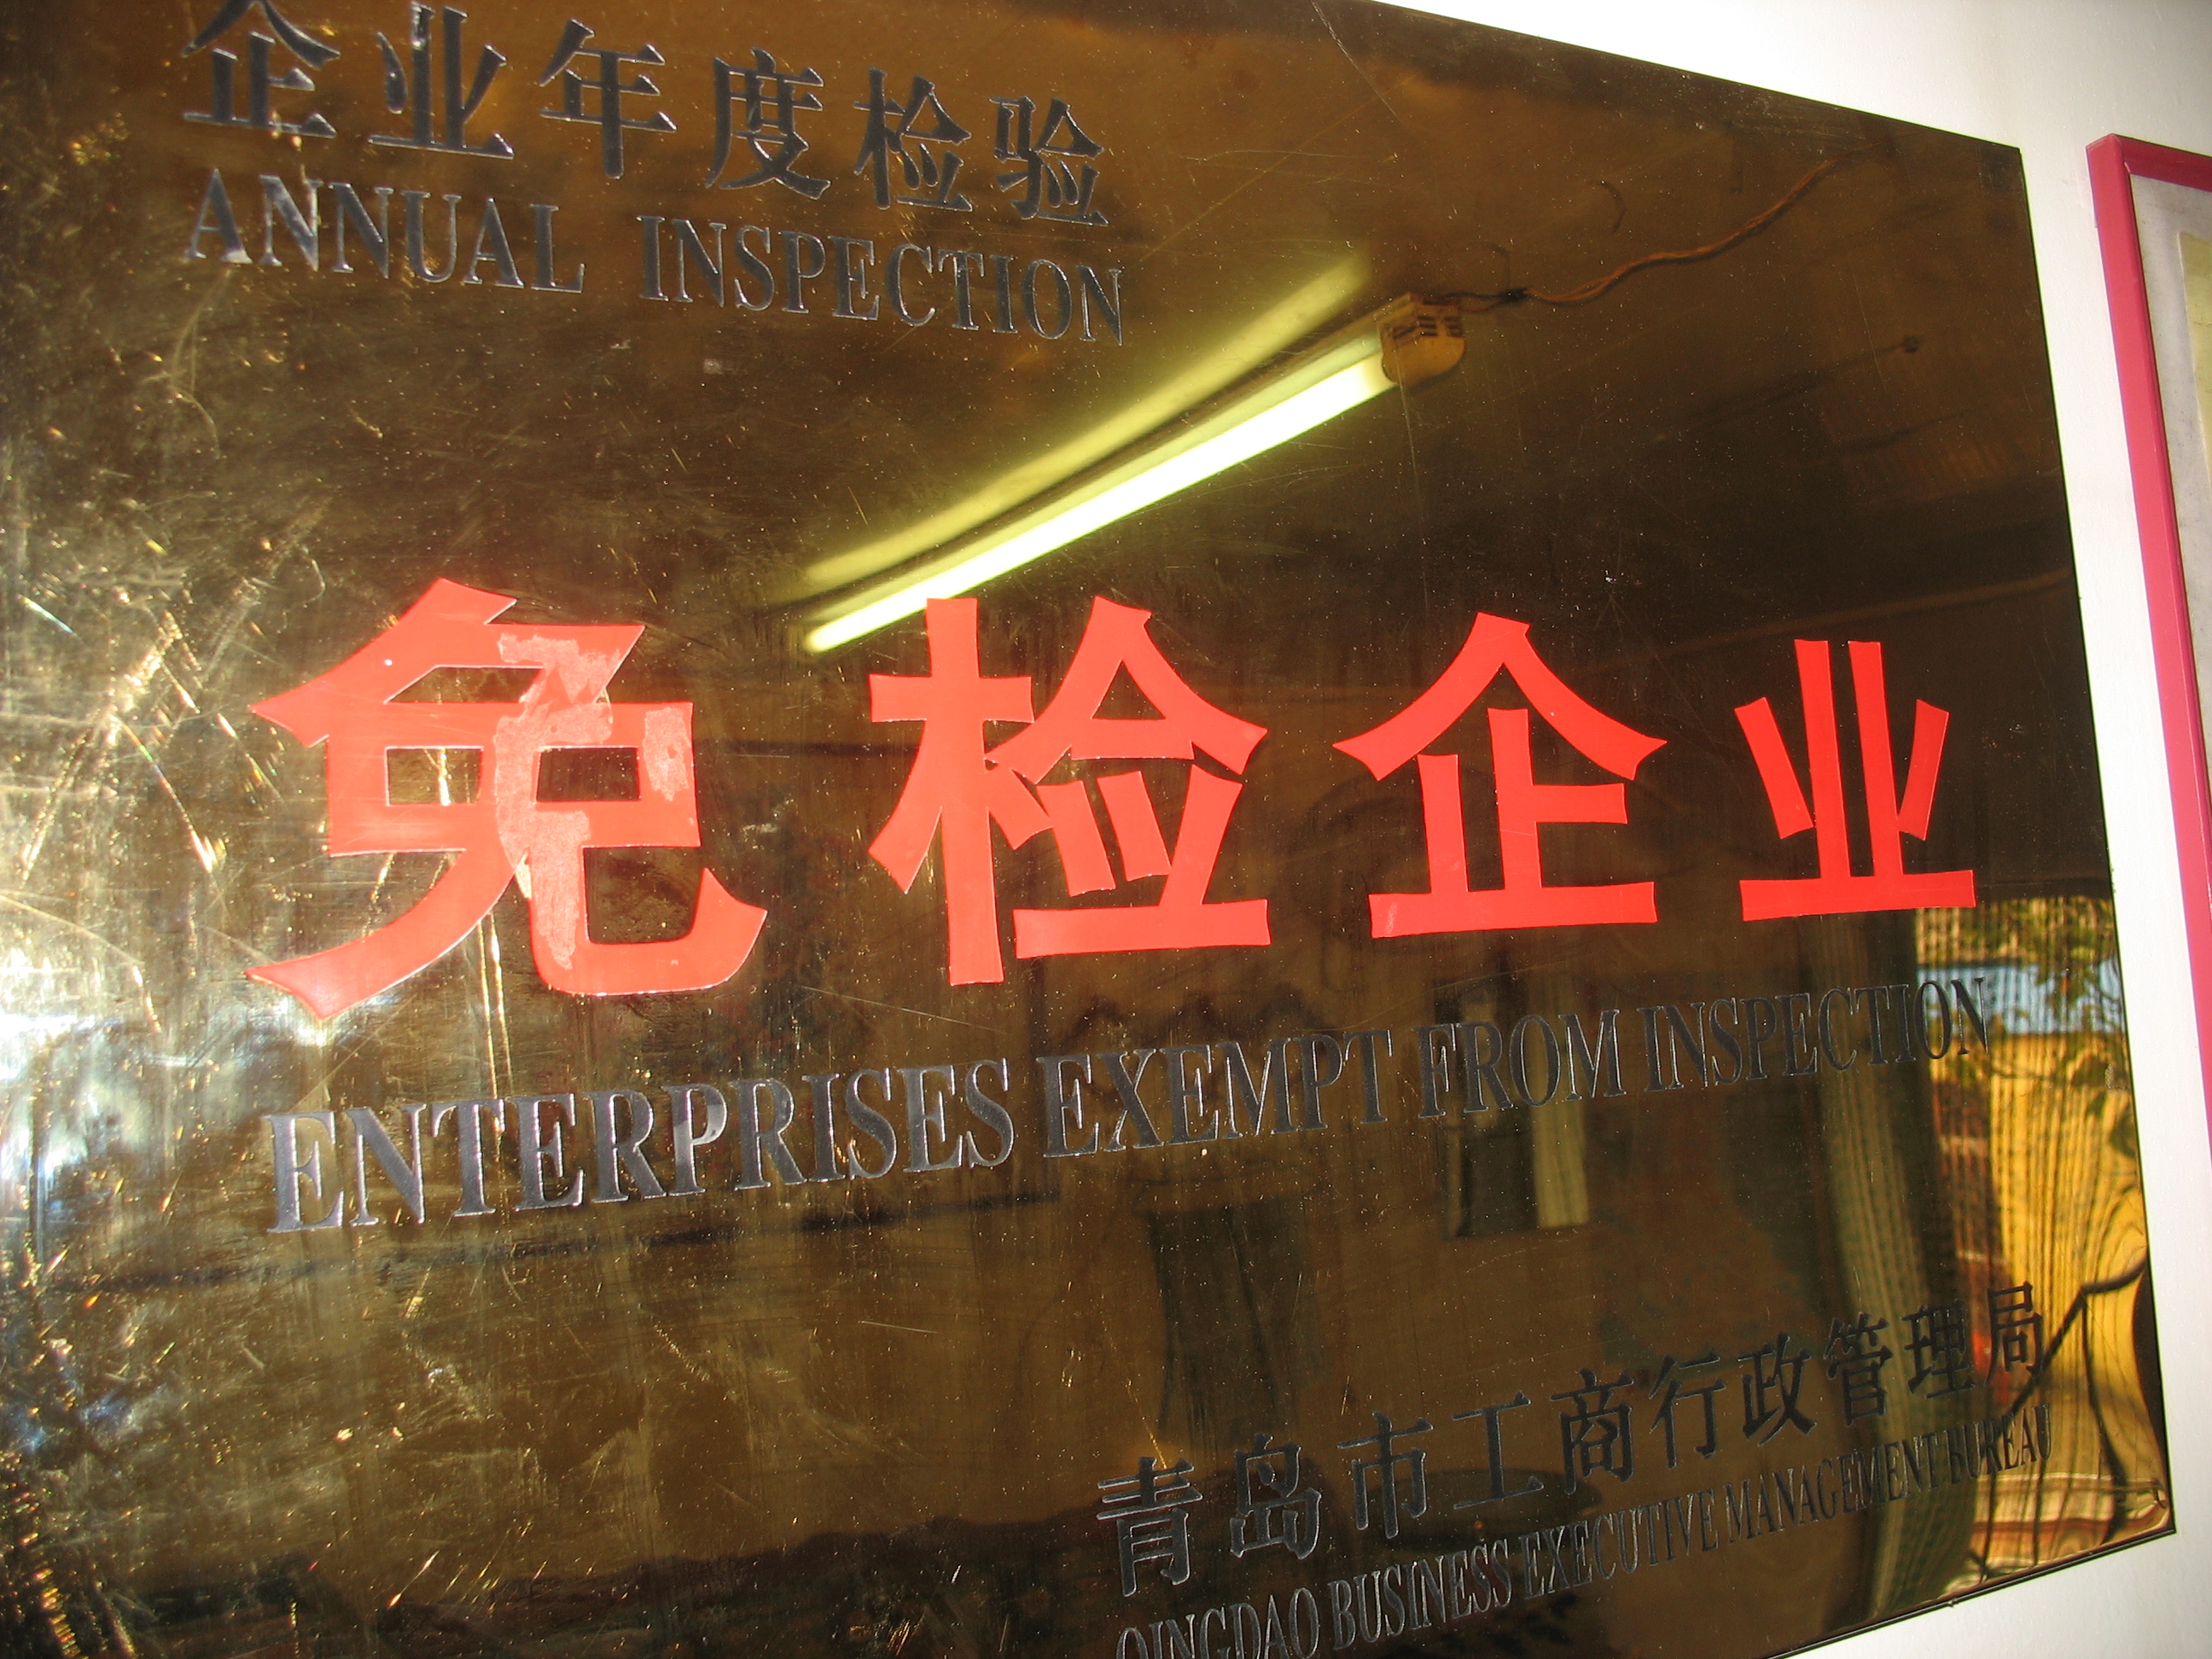 企业年度检验
ANNUAL INSPECTION
免检企业
ENTERPRISES EXEMPT FROM INSPECTION
青岛市工商行政管理局
QINGDAO BUSINESS EXECUTIVE MANAGEMENT BUREAU